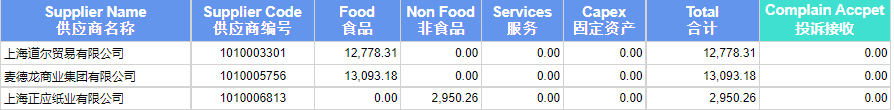 Supplier Name Supplier Code Food Non Food Services Capex Total Complain Accpet
供应商名称 供应商编号 食品 非食品 服务 固定资产 合计 投诉接收
上海道尔贸易有限公司 1010003301 12,778.31 0.00 0.00 0.00 12,778.31 0.00
麦德龙商业集团有限公司 1010005756 13,093.18 0.00 0.00 0.00 13,093.18 0.00
上海正应纸业有限公司 1010006813 0.00 2,950.26 0.00 0.00 2,950.26 0.00